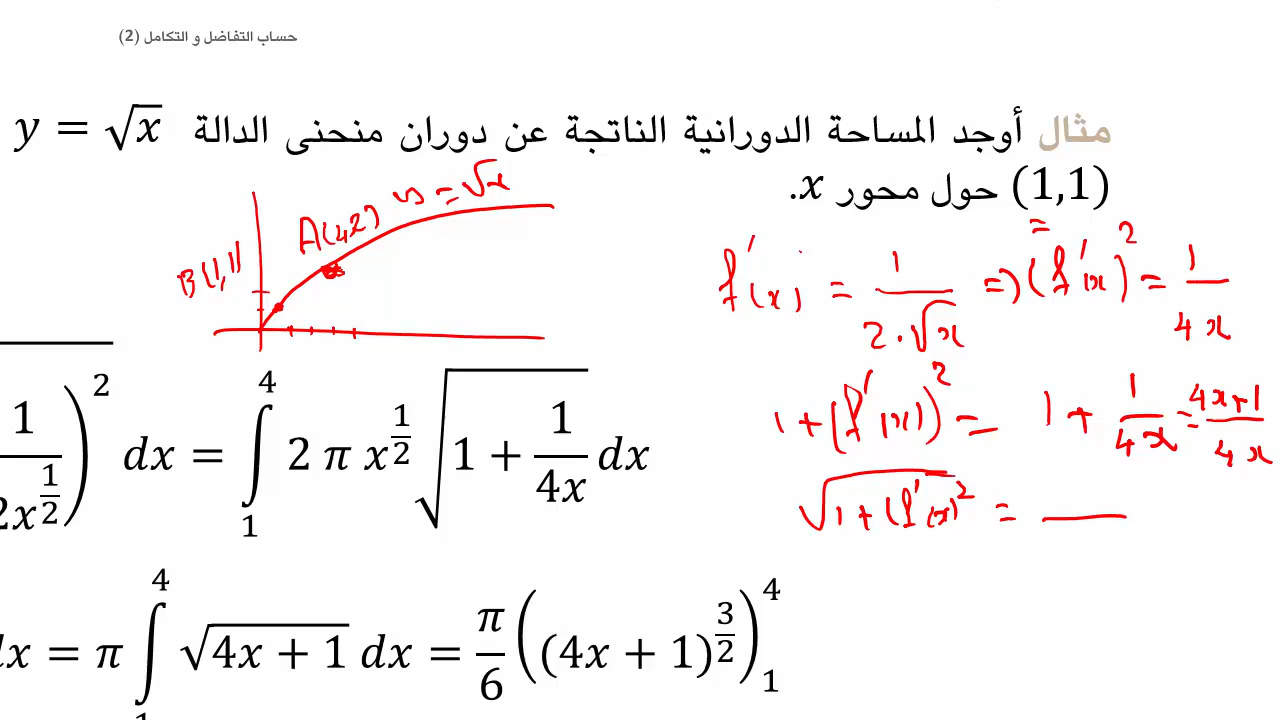 حساب التفاضل و التكامل (2)
مثال أوجد المساحة الدورانية الناتجة عن دوران منحنى الدالة y = √x
(1,1) حول محور x.
y = √x
A(4,2)
B(1,1)
f'(x) = 1/(2·√x) => (f'(x))² = 1/(4x)
1 + (f'(x))² = 1 + 1/(4x) = (4x+1)/(4x)
√(1 + (f'(x))²) = —
1/(2x^(1/2)))² dx = ∫₁⁴ 2 π x^(1/2) √(1 + 1/(4x)) dx
dx = π ∫₁⁴ √(4x + 1) dx = π/6 ((4x + 1)^(3/2))₁⁴